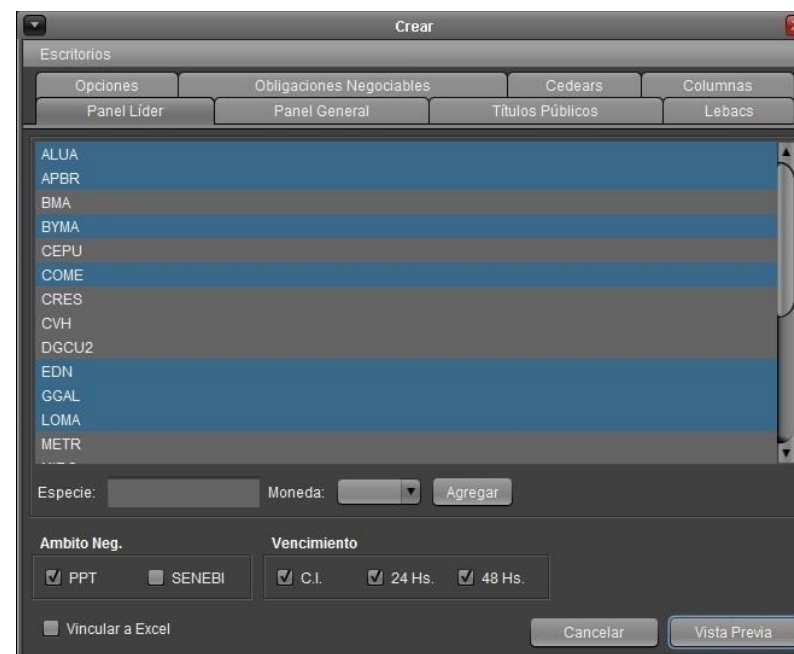 Crear
Escritorios
Opciones Obligaciones Negociables Cedears Columnas
Panel Líder Panel General Títulos Públicos Lebacs
ALUA
APBR
BMA
BYMA
CEPU
COME
CRES
CVH
DGCU2
EDN
GGAL
LOMA
METR
Especie: Moneda: Agregar
Ambito Neg. Vencimiento
PPT SENEBI C.I. 24 Hs. 48 Hs.
Vincular a Excel Cancelar Vista Previa